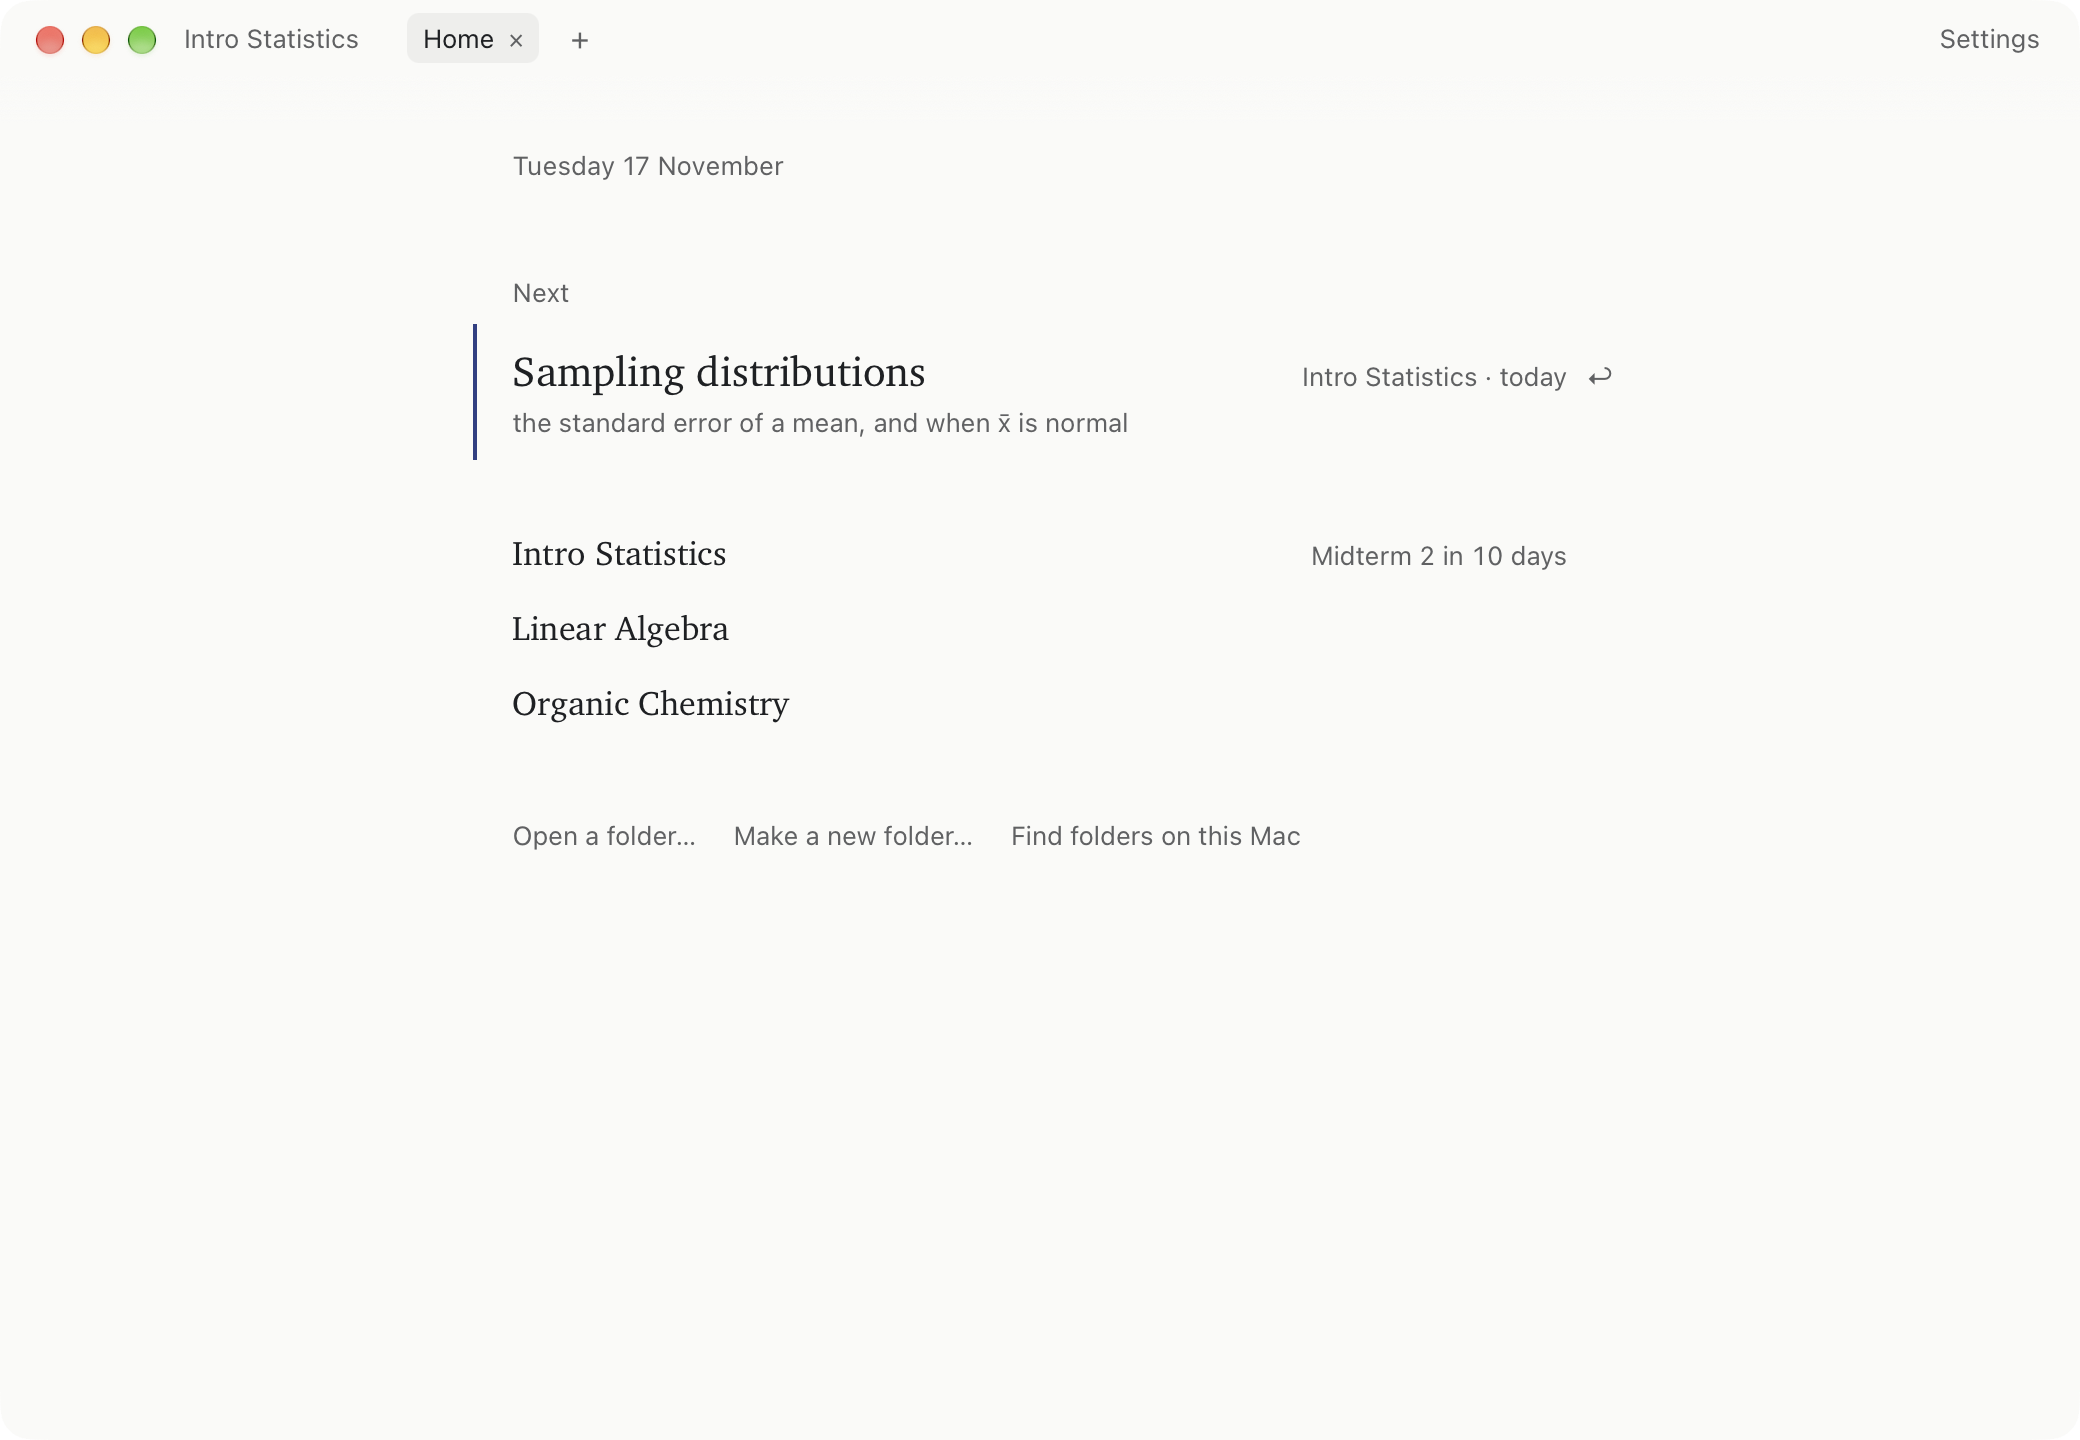 Intro Statistics Home × + Settings
Tuesday 17 November
Next
Sampling distributions Intro Statistics · today ↩
the standard error of a mean, and when x̄ is normal
Intro Statistics Midterm 2 in 10 days
Linear Algebra
Organic Chemistry
Open a folder... Make a new folder... Find folders on this Mac